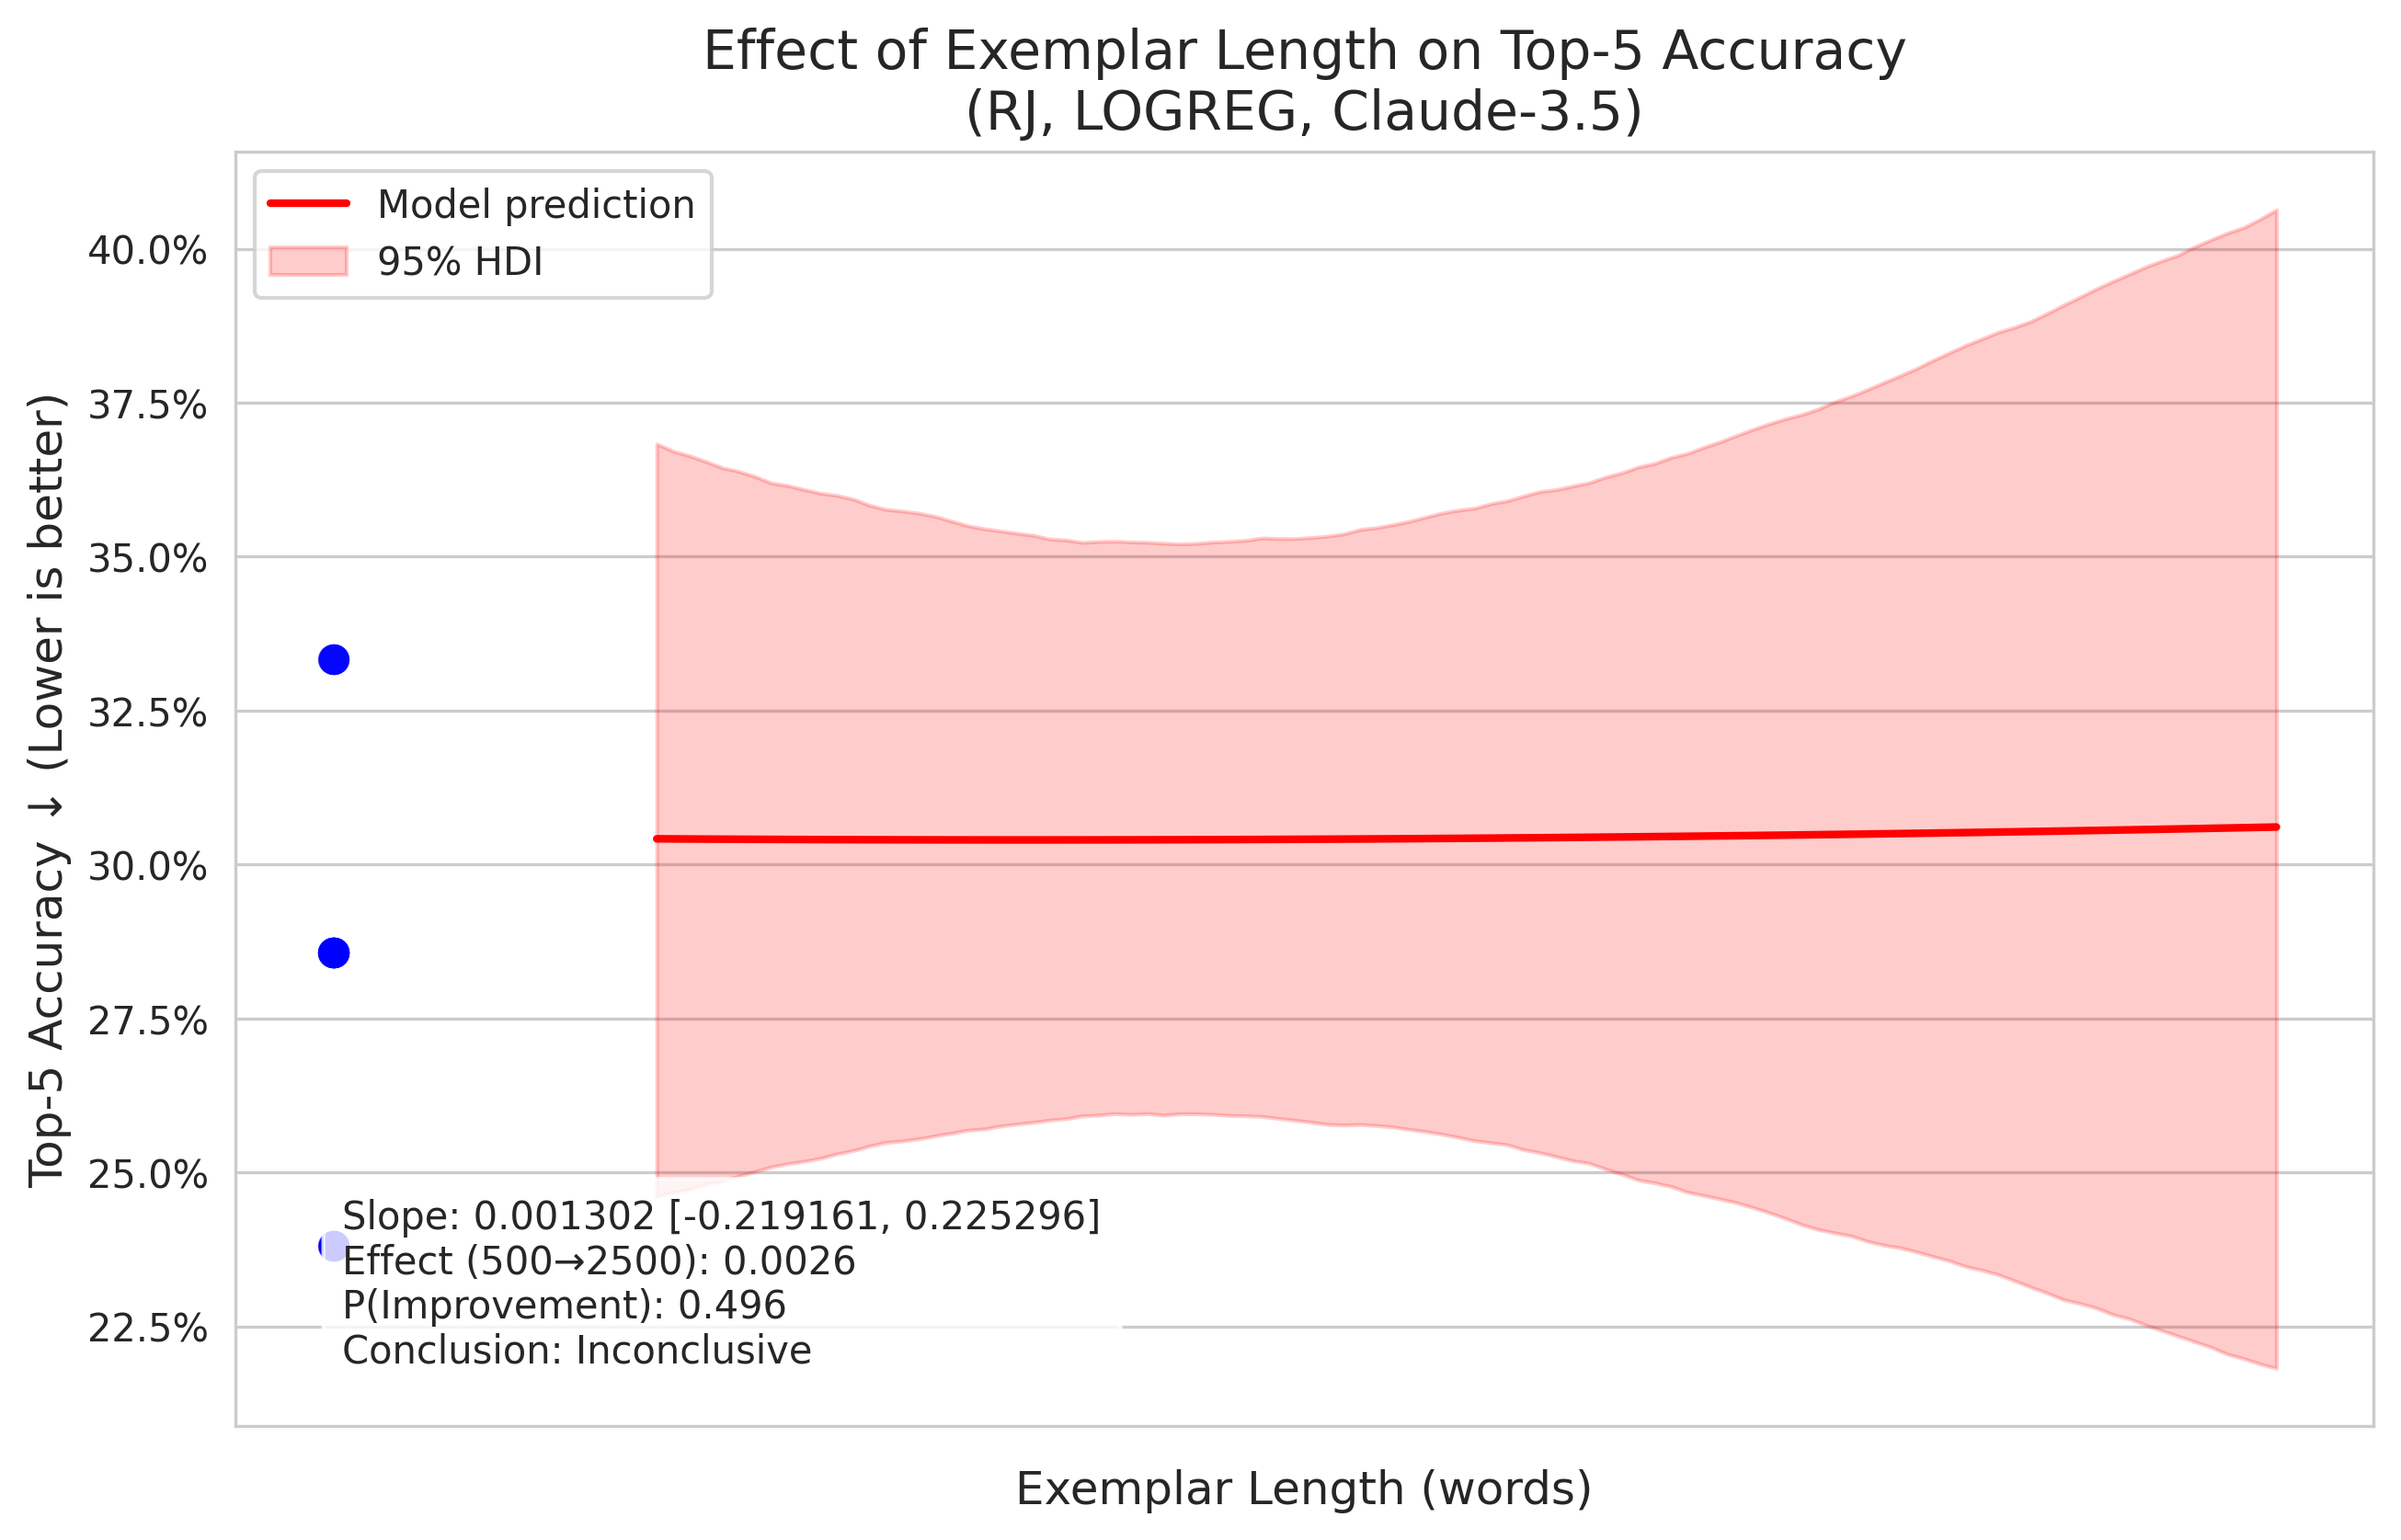 Effect of Exemplar Length on Top-5 Accuracy
(RJ, LOGREG, Claude-3.5)
Model prediction
95% HDI
Top-5 Accuracy ↓ (Lower is better)
40.0%
37.5%
35.0%
32.5%
30.0%
27.5%
25.0%
22.5%
Slope: 0.001302 [-0.219161, 0.225296]
Effect (500→2500): 0.0026
P(Improvement): 0.496
Conclusion: Inconclusive
Exemplar Length (words)